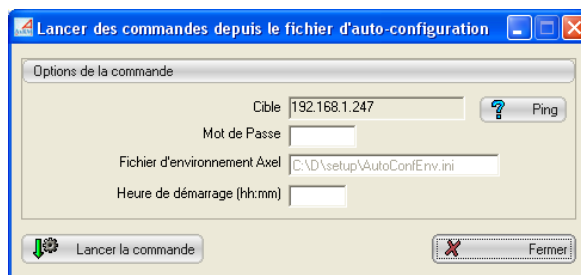 Lancer des commandes depuis le fichier d'auto-configuration
Options de la commande
Cible 192.168.1.247 Ping
Mot de Passe
Fichier d'environnement Axel C:\D\setup\AutoConfEnv.ini
Heure de démarrage (hh:mm)
Lancer la commande Fermer